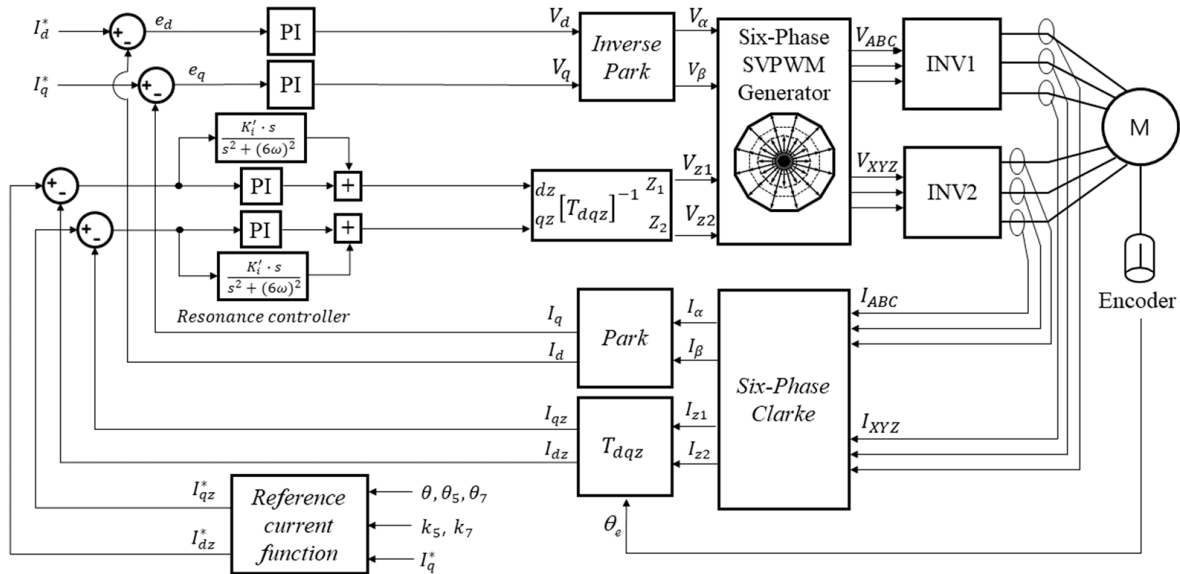 I_d^*
e_d
PI
V_d
Inverse
Park
V_α
Six-Phase
SVPWM
Generator
V_ABC
INV1
I_q^*
e_q
PI
V_q
V_β
M
K_i′ · s
s² + (6ω)²
PI
+
dz
qz
[T_dqz]⁻¹
Z_1
Z_2
V_z1
V_z2
V_XYZ
INV2
PI
+
K_i′ · s
s² + (6ω)²
Resonance controller
Encoder
I_q
I_d
Park
I_α
I_β
Six-Phase
Clarke
I_ABC
I_XYZ
I_qz
I_dz
T_dqz
I_z1
I_z2
θ_e
I_qz^*
I_dz^*
Reference
current
function
θ, θ_5, θ_7
k_5, k_7
I_q^*